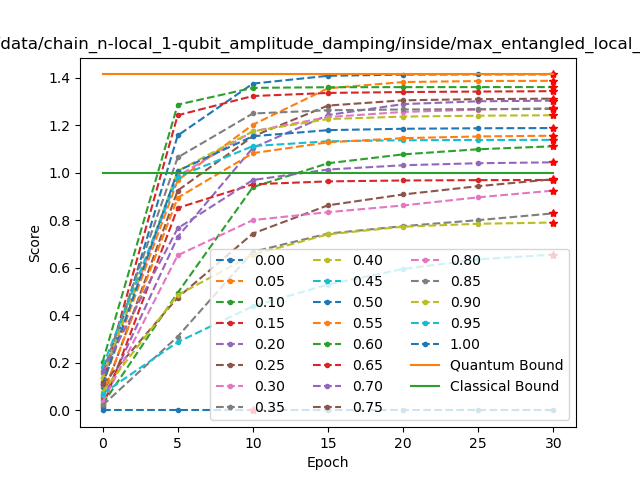 /data/chain_n-local_1-qubit_amplitude_damping/inside/max_entangled_local_
Score
1.4
1.2
1.0
0.8
0.6
0.4
0.2
0.0
0.00 0.40 0.80
0.05 0.45 0.85
0.10 0.50 0.90
0.15 0.55 0.95
0.20 0.60 1.00
0.25 0.65 Quantum Bound
0.30 0.70 Classical Bound
0.35 0.75
0 5 10 15 20 25 30
Epoch